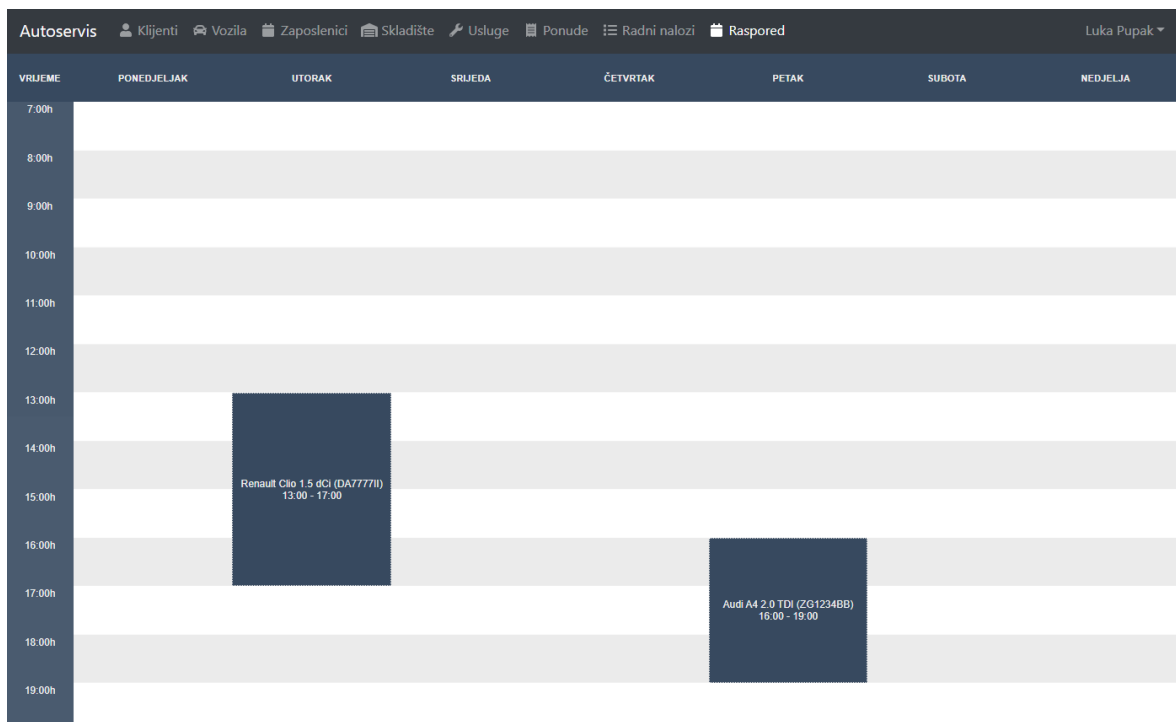 Autoservis Klijenti Vozila Zaposlenici Skladište Usluge Ponude Radni nalozi Raspored Luka Pupak
VRIJEME PONEDJELJAK UTORAK SRIJEDA ČETVRTAK PETAK SUBOTA NEDJELJA
7:00h
8:00h
9:00h
10:00h
11:00h
12:00h
13:00h
14:00h
15:00h
Renault Clio 1.5 dCi (DA7777II)
13:00 - 17:00
16:00h
17:00h
Audi A4 2.0 TDI (ZG1234BB)
16:00 - 19:00
18:00h
19:00h